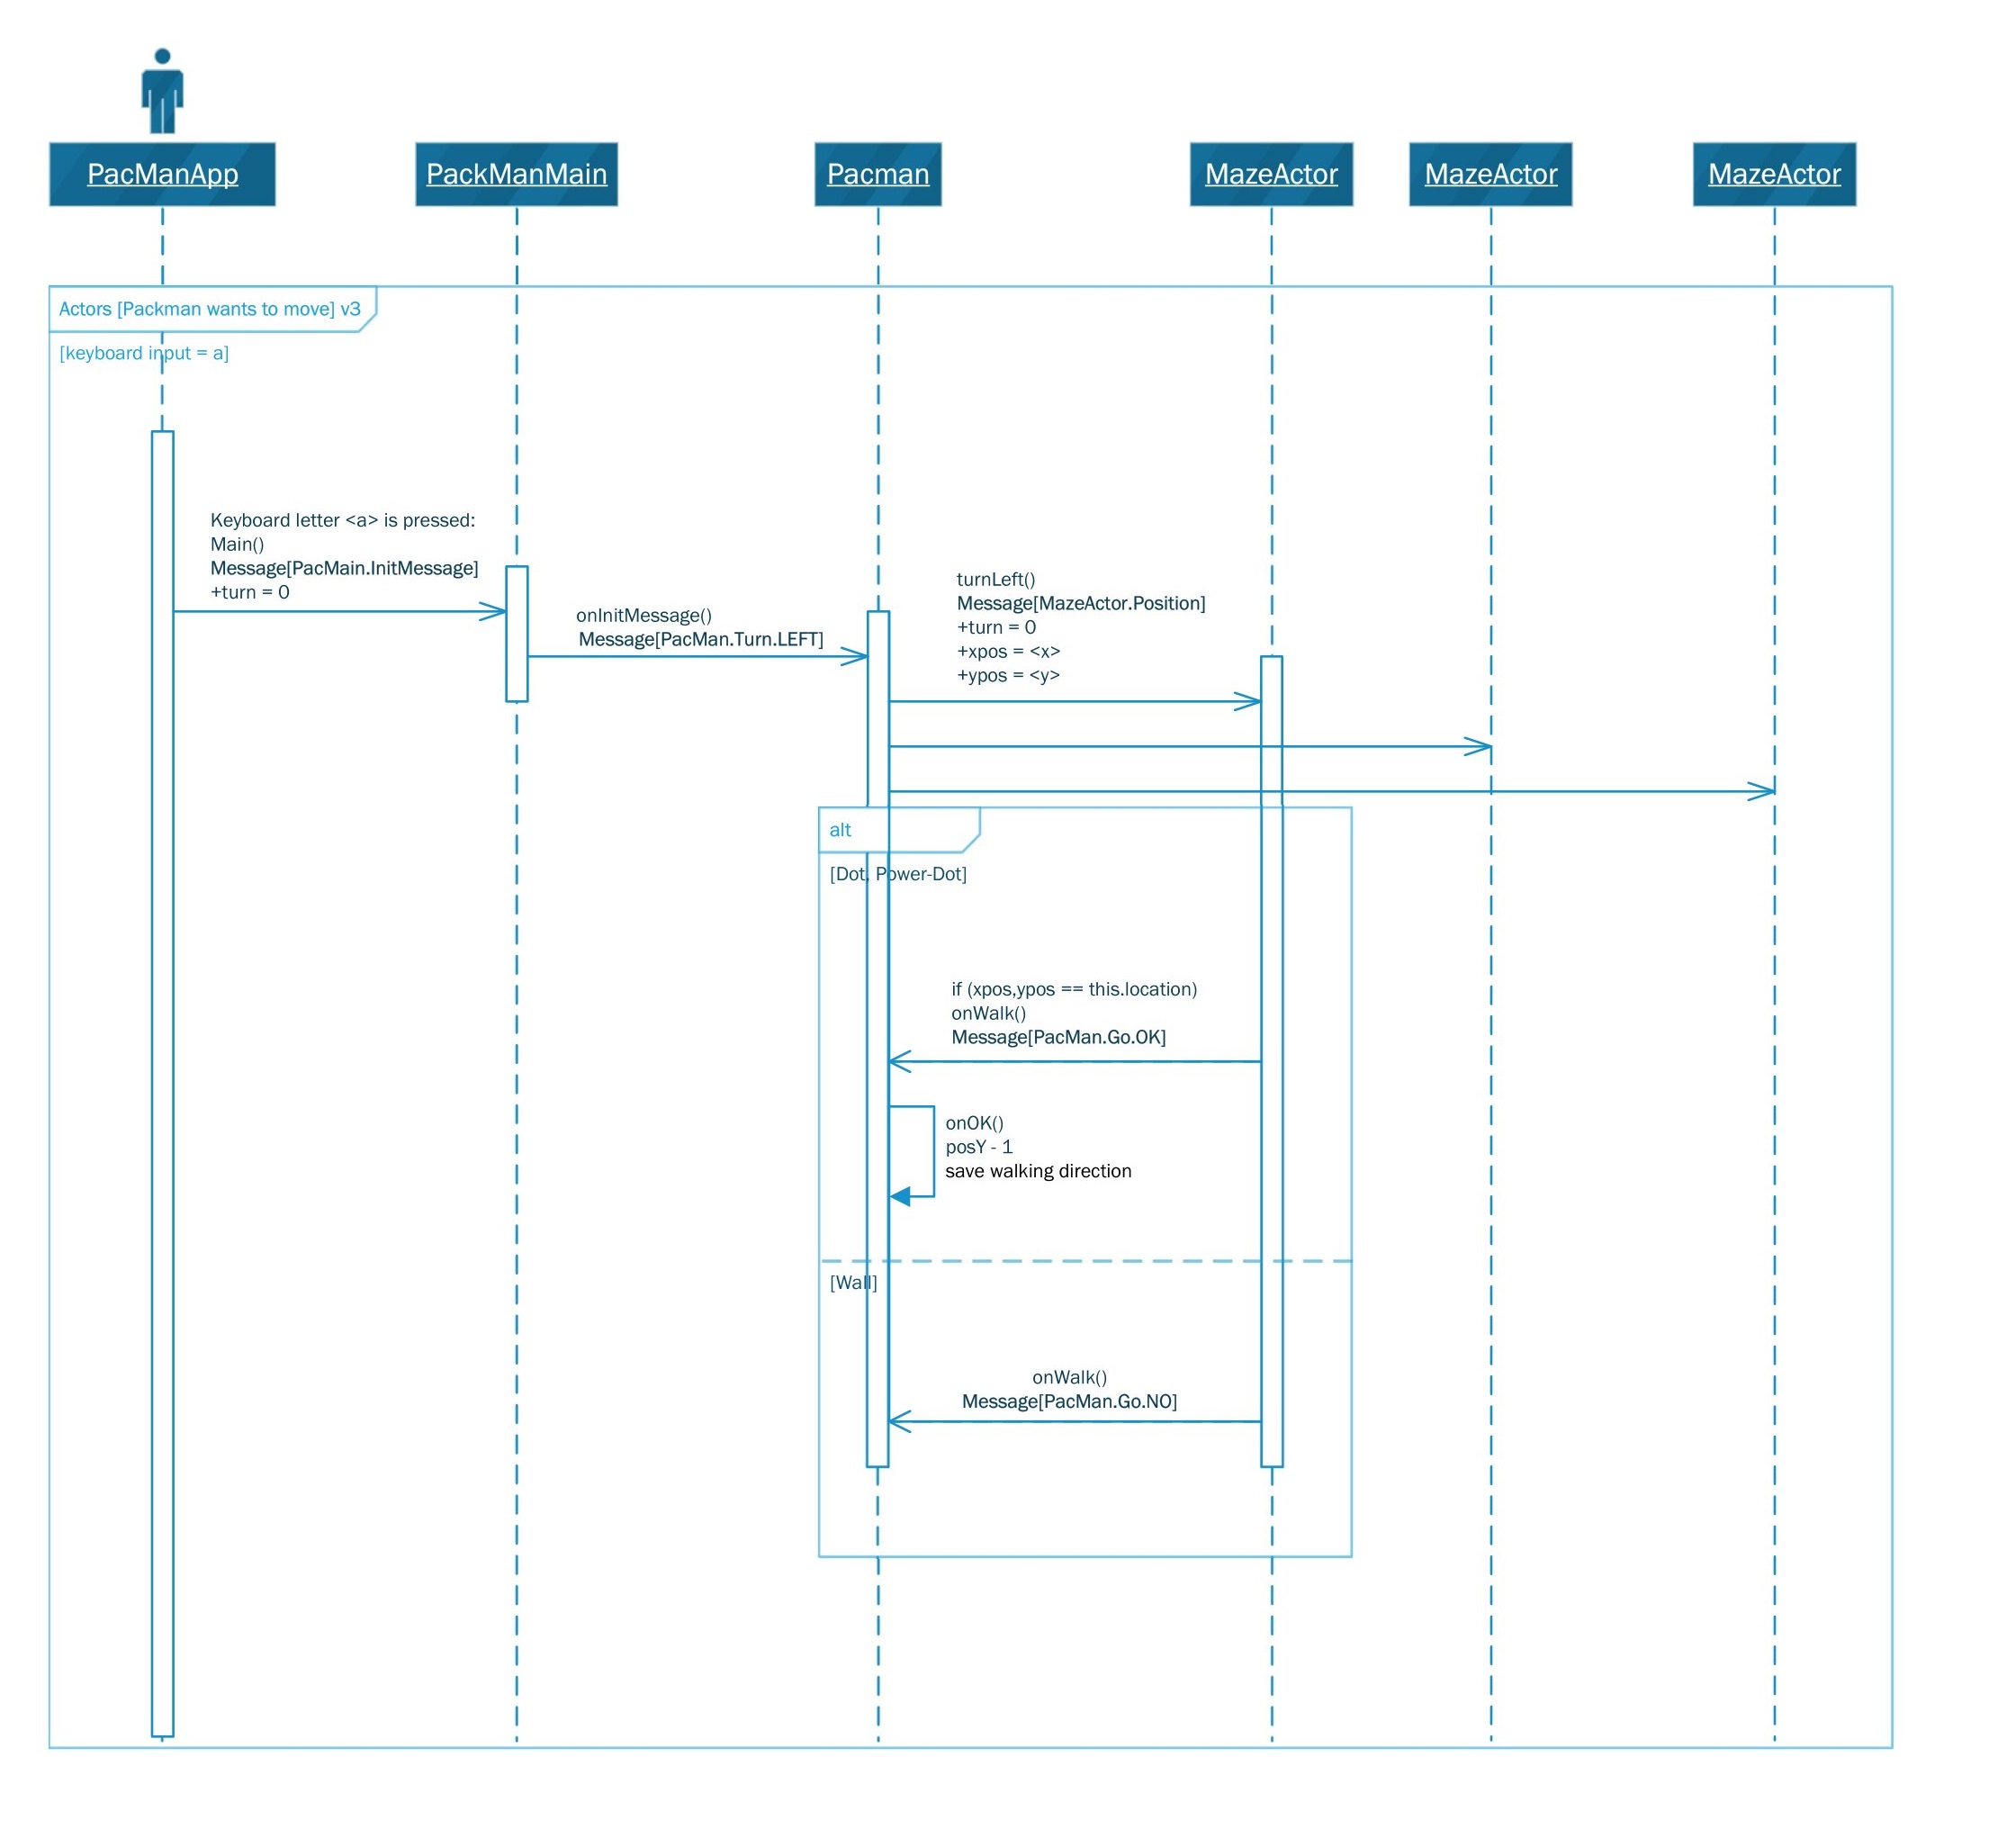 PacManApp
PackManMain
Pacman
MazeActor
MazeActor
MazeActor
Actors [Packman wants to move] v3
[keyboard input = a]
Keyboard letter <a> is pressed:
Main()
Message[PacMain.InitMessage]
+turn = 0
onInitMessage()
Message[PacMan.Turn.LEFT]
turnLeft()
Message[MazeActor.Position]
+turn = 0
+xpos = <x>
+ypos = <y>
alt
[Dot, Power-Dot]
if (xpos,ypos == this.location)
onWalk()
Message[PacMan.Go.OK]
onOK()
posY - 1
save walking direction
[Wall]
onWalk()
Message[PacMan.Go.NO]